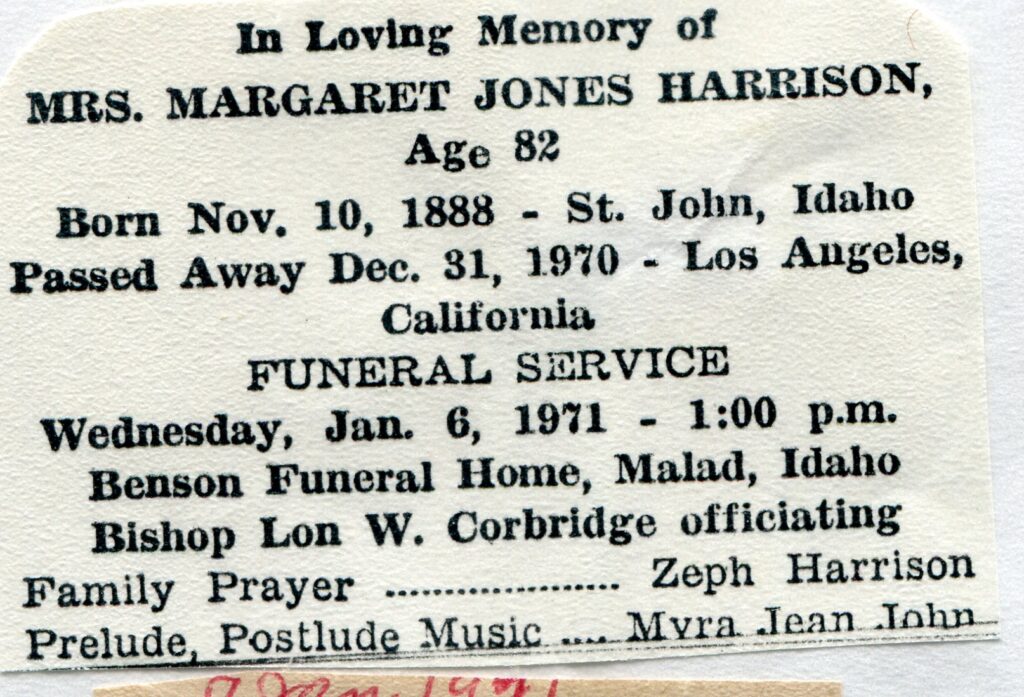 In Loving Memory of
MRS. MARGARET JONES HARRISON,
Age 82
Born Nov. 10, 1888 - St. John, Idaho
Passed Away Dec. 31, 1970 - Los Angeles,
California
FUNERAL SERVICE
Wednesday, Jan. 6, 1971 - 1:00 p.m.
Benson Funeral Home, Malad, Idaho
Bishop Lon W. Corbridge officiating
Family Prayer .................... Zeph Harrison
Prelude, Postlude Music .... Myra Jean John
Jan. 1971